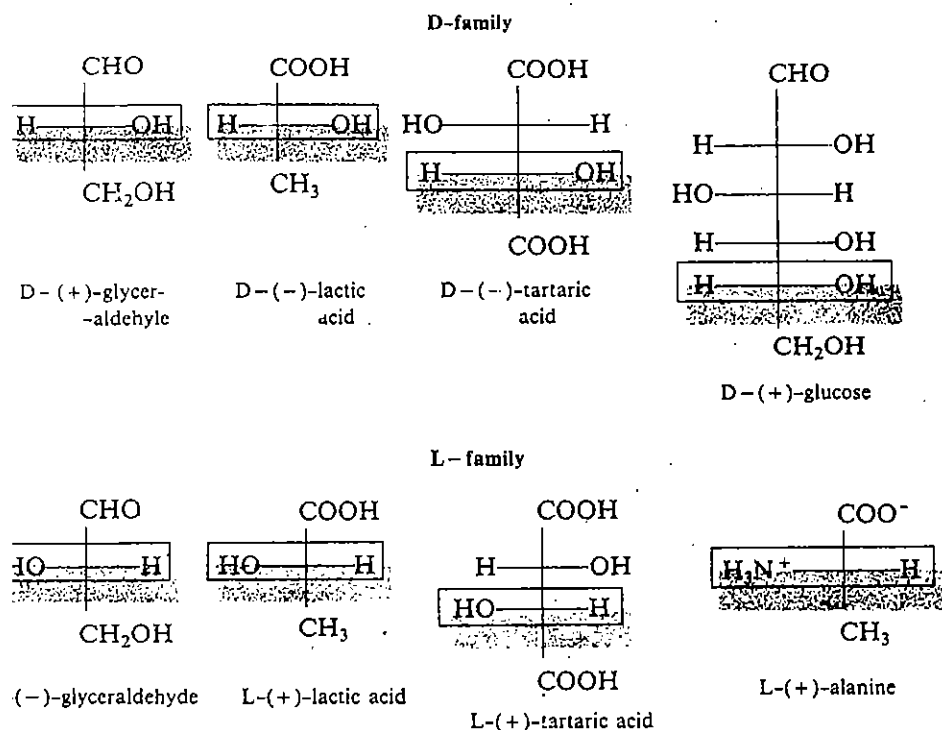 D-family
CHO COOH COOH CHO
H OH H OH HO H H OH
H OH HO H
CH₂OH CH₃ COOH H OH
H OH
CH₂OH
D-(+)-glycer- D-(-)-lactic D-(-)-tartaric
-aldehyle acid acid
D-(+)-glucose
L-family
CHO COOH COOH COO⁻
HO H HO H H OH H₃N⁺ H
HO H
CH₂OH CH₃ COOH CH₃
(-)-glyceraldehyde L-(+)-lactic acid L-(+)-tartaric acid L-(+)-alanine